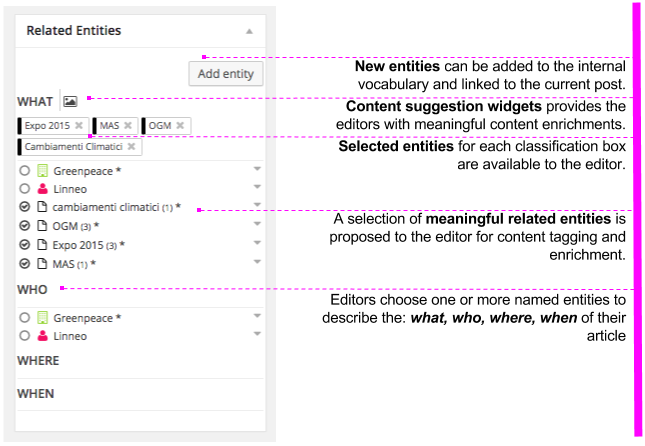 Related Entities
Add entity
New entities can be added to the internal
vocabulary and linked to the current post.
WHAT
Content suggestion widgets provides the
editors with meaningful content enrichments.
Expo 2015 × MAS × OGM ×
Cambiamenti Climatici ×
Selected entities for each classification box
are available to the editor.
Greenpeace *
Linneo
cambiamenti climatici (1) *
OGM (3) *
Expo 2015 (3) *
MAS (1) *
A selection of meaningful related entities is
proposed to the editor for content tagging and
enrichment.
WHO
Editors choose one or more named entities to
describe the: what, who, where, when of their
article
Greenpeace *
Linneo
WHERE
WHEN